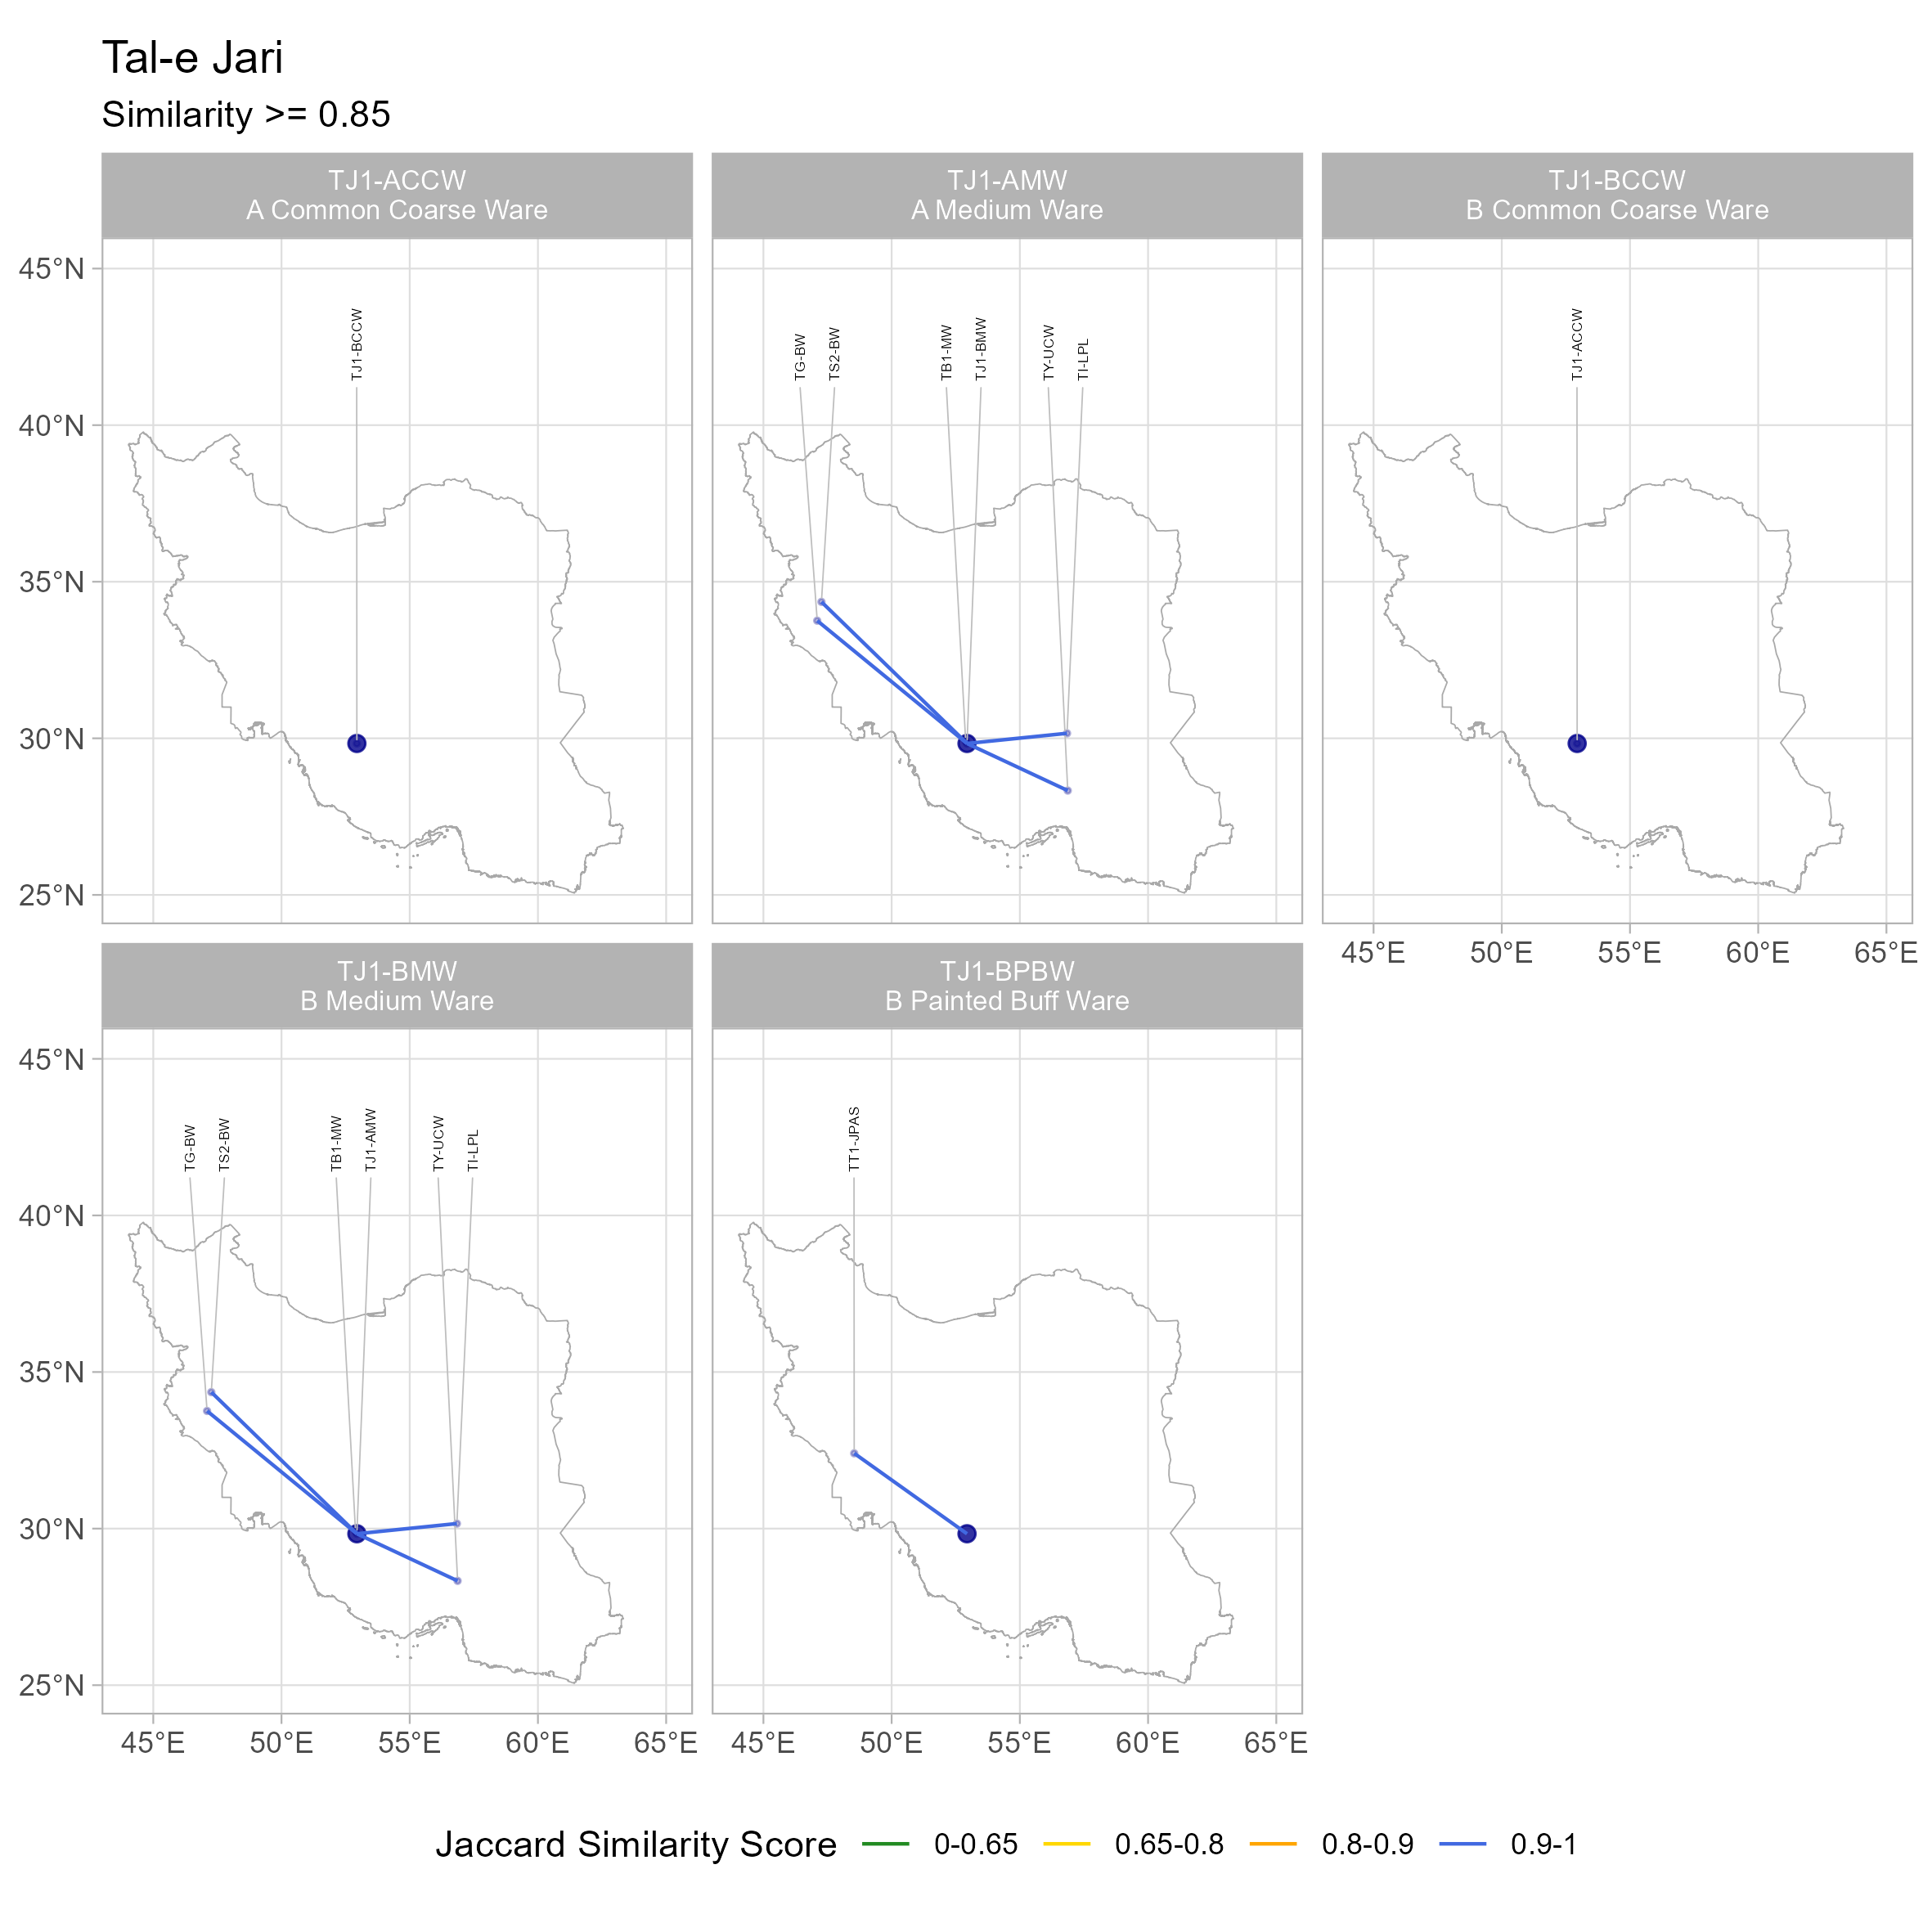 Tal-e Jari
Similarity >= 0.85
TJ1-ACCW
A Common Coarse Ware
TJ1-AMW
A Medium Ware
TJ1-BCCW
B Common Coarse Ware
45°N
40°N
35°N
30°N
25°N
TJ1-BCCW
TG-BW
TS2-BW
TB1-MW
TJ1-BMW
TY-UCW
TI-LPL
TJ1-ACCW
45°E 50°E 55°E 60°E 65°E
TJ1-BMW
B Medium Ware
TJ1-BPBW
B Painted Buff Ware
45°N
40°N
35°N
30°N
25°N
TG-BW
TS2-BW
TB1-MW
TJ1-AMW
TY-UCW
TI-LPL
TT1-JPAS
45°E 50°E 55°E 60°E 65°E
45°E 50°E 55°E 60°E 65°E
Jaccard Similarity Score 0-0.65 0.65-0.8 0.8-0.9 0.9-1